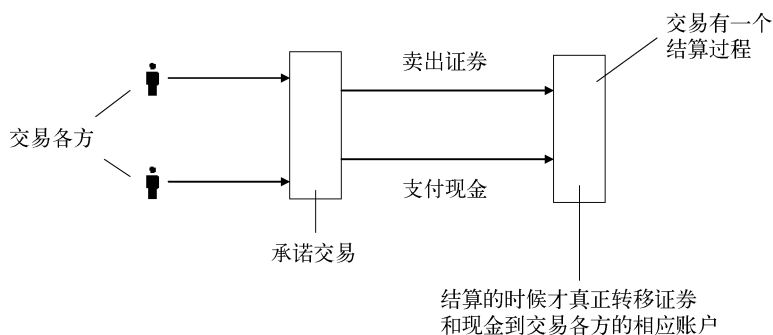 交易有一个
结算过程
卖出证券
交易各方
支付现金
承诺交易
结算的时候才真正转移证券
和现金到交易各方的相应账户